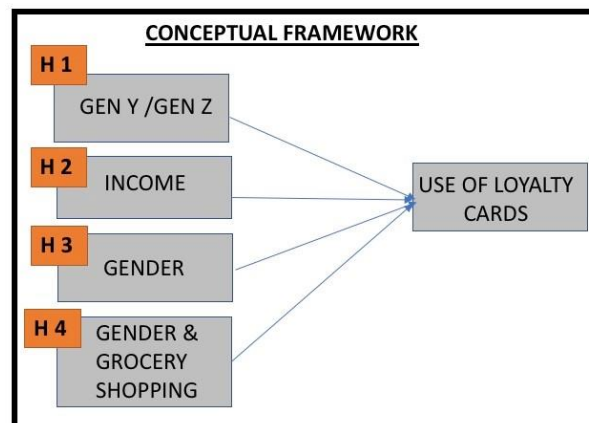 CONCEPTUAL FRAMEWORK
H 1
GEN Y /GEN Z
H 2
INCOME
USE OF LOYALTY
CARDS
H 3
GENDER
H 4
GENDER &
GROCERY
SHOPPING